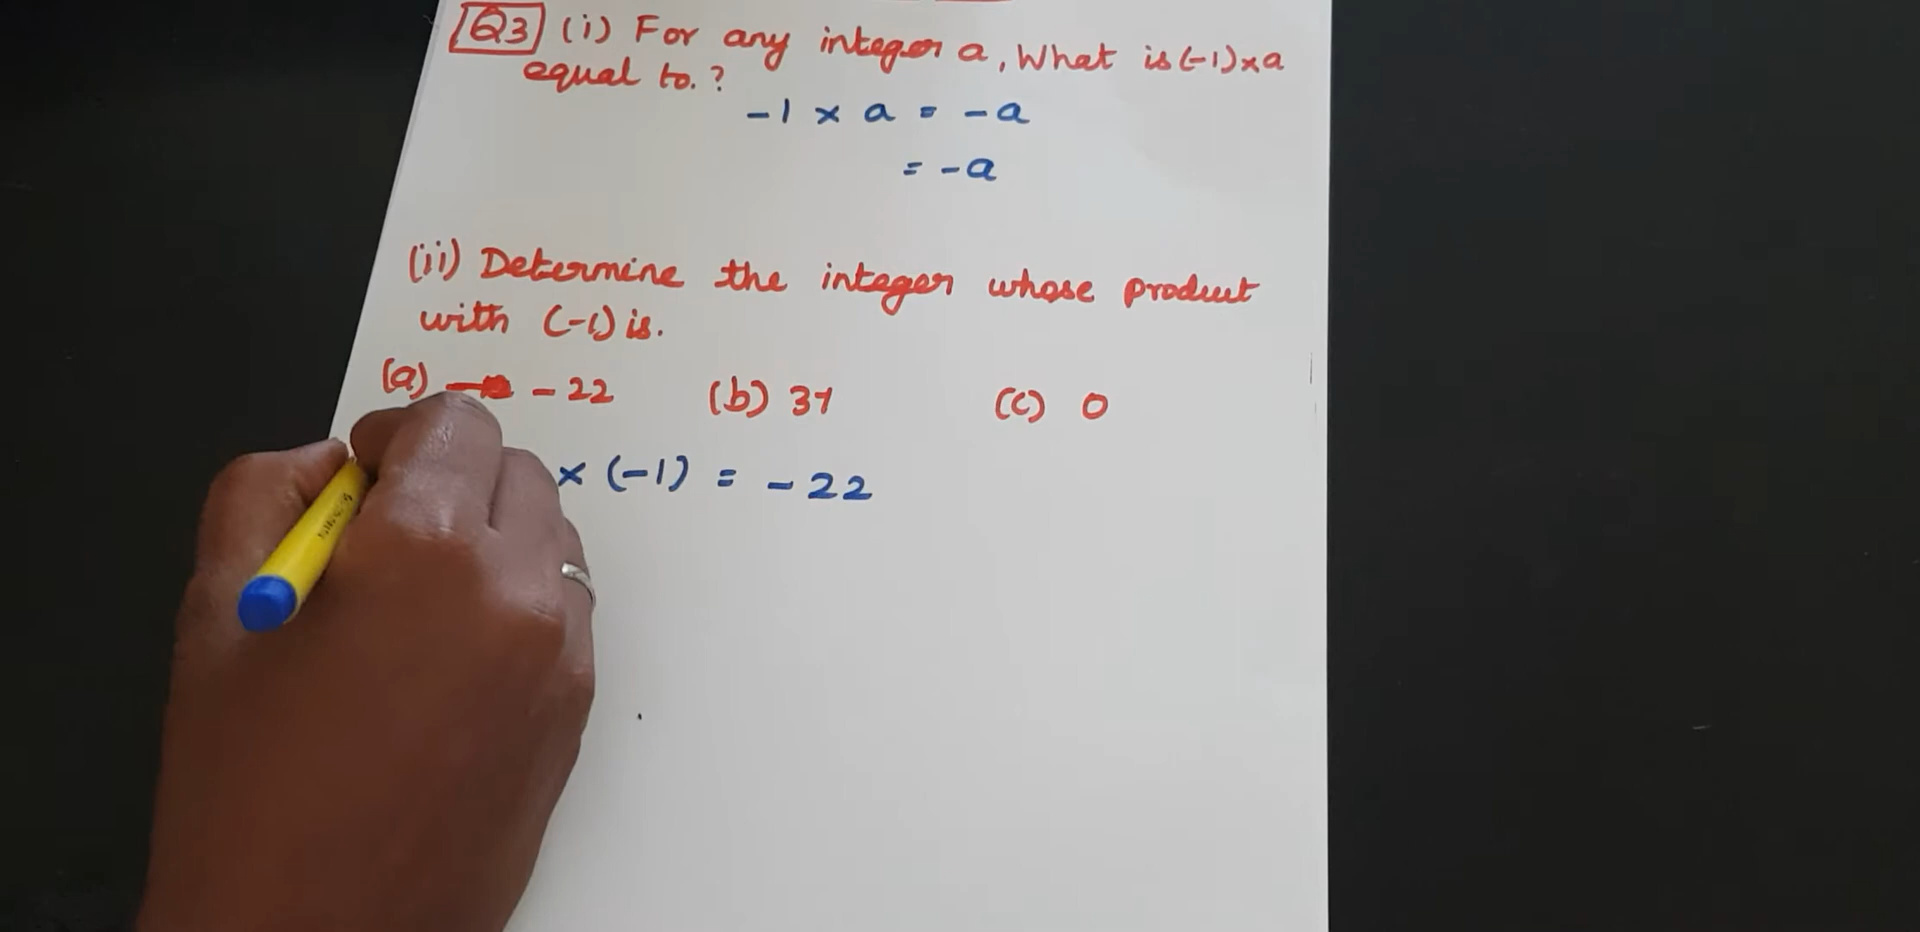 Q3 (i) For any integer a, What is (-1)×a
equal to.?
-1 × a = -a
= -a
(ii) Determine the integer whose product
with (-1) is.
(a) - 22 (b) 37 (c) 0
× (-1) = - 22